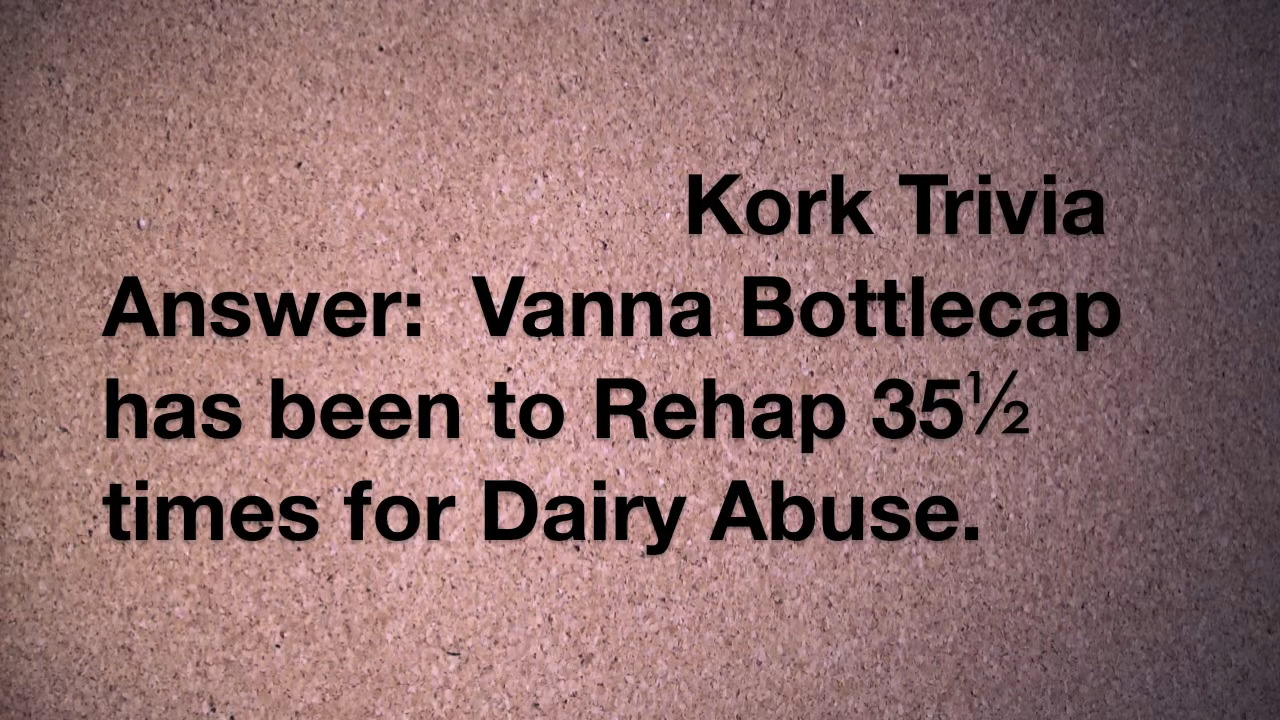 Kork Trivia
Answer:  Vanna Bottlecap
has been to Rehap 35½
times for Dairy Abuse.